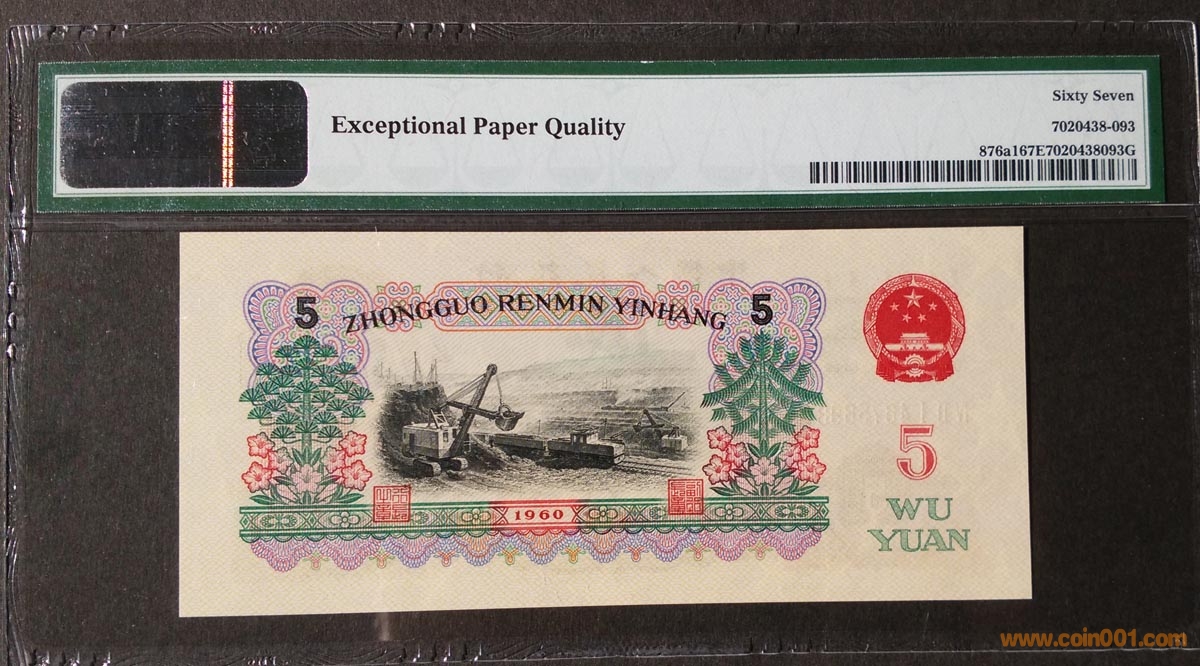 Sixty Seven
Exceptional Paper Quality
7020438-093
876a167E7020438093G
5
ZHONGGUO RENMIN YINHANG
5
5
WU
YUAN
1960
www.coin001.com